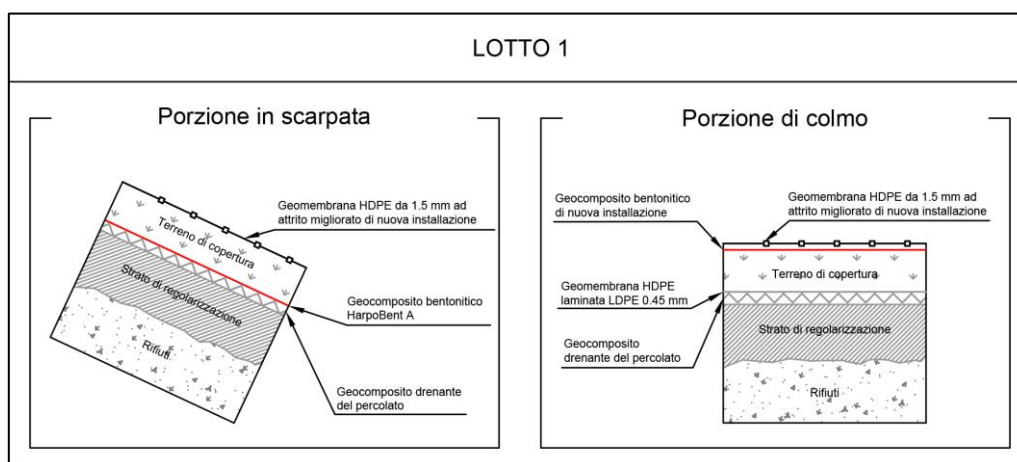 LOTTO 1
Porzione in scarpata
Geomembrana HDPE da 1.5 mm ad
attrito migliorato di nuova installazione
Terreno di copertura
Strato di regolarizzazione
Rifiuti
Geocomposito bentonitico
HarpoBent A
Geocomposito drenante
del percolato
Porzione di colmo
Geocomposito bentonitico
di nuova installazione
Geomembrana HDPE da 1.5 mm ad
attrito migliorato di nuova installazione
Geomembrana HDPE
laminata LDPE 0.45 mm
Geocomposito
drenante del percolato
Terreno di copertura
Strato di regolarizzazione
Rifiuti